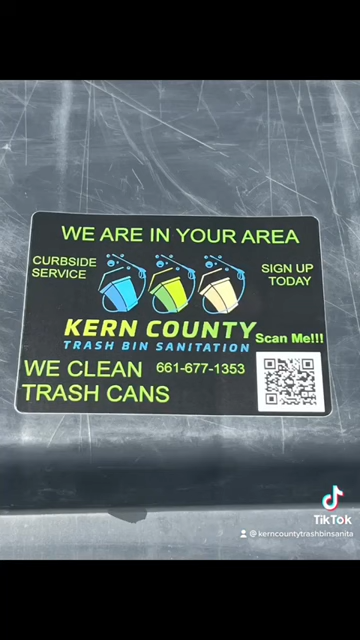 WE ARE IN YOUR AREA
CURBSIDE
SERVICE
SIGN UP
TODAY
KERN COUNTY
TRASH BIN SANITATION
Scan Me!!!
WE CLEAN
TRASH CANS
661-677-1353
TikTok
@kerncountytrashbinsanita